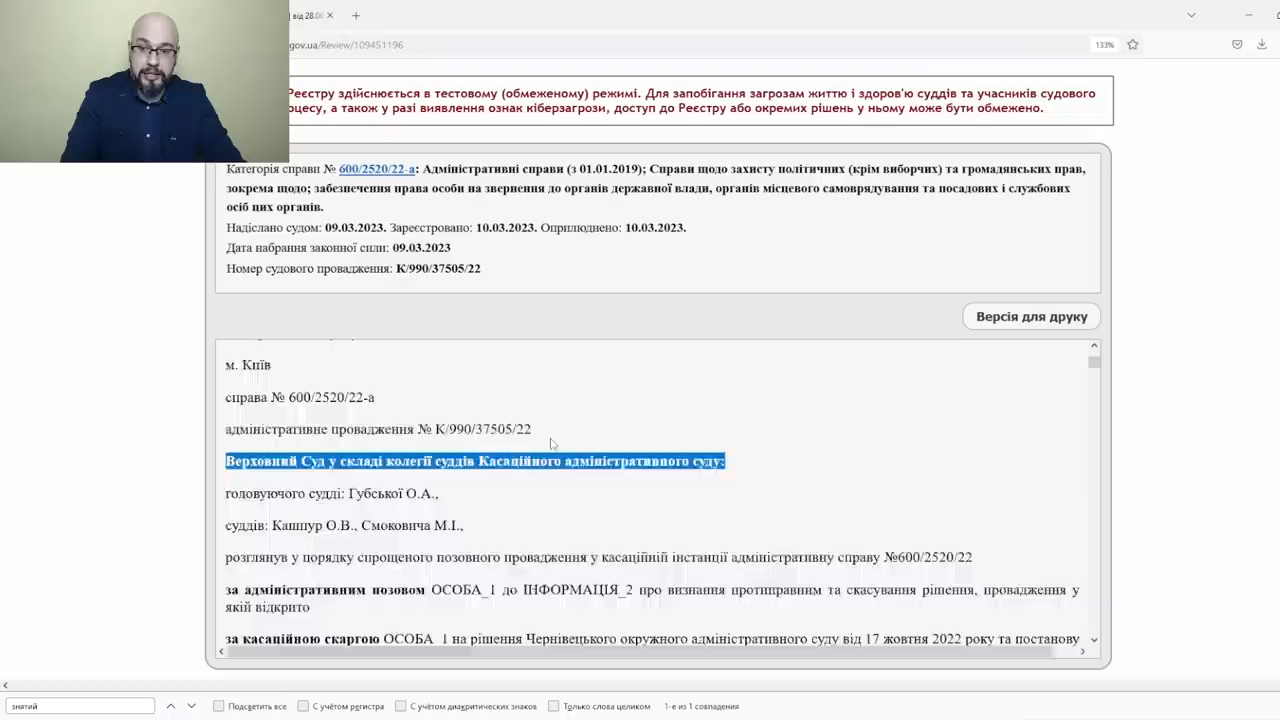 від 28.06
gov.ua/Review/109451196
133%
Реєстру здійснюється в тестовому (обмеженому) режимі. Для запобігання загрозам життю і здоров'ю суддів та учасників судового
оцесу, а також у разі виявлення ознак кіберзагрози, доступ до Реєстру або окремих рішень у ньому може бути обмежено.
Категорія справи № 600/2520/22-а: Адміністративні справи (з 01.01.2019); Справи щодо захисту політичних (крім виборчих) та громадянських прав,
зокрема щодо; забезпечення права особи на звернення до органів державної влади, органів місцевого самоврядування та посадових і службових
осіб цих органів.
Надіслано судом: 09.03.2023. Зареєстровано: 10.03.2023. Оприлюднено: 10.03.2023.
Дата набрання законної сили: 09.03.2023
Номер судового провадження: К/990/37505/22
Версія для друку
м. Київ
справа № 600/2520/22-а
адміністративне провадження № К/990/37505/22
Верховний Суд у складі колегії суддів Касаційного адміністративного суду:
головуючого судді: Губської О.А.,
суддів: Кашпур О.В., Смоковича М.І.,
розглянув у порядку спрощеного позовного провадження у касаційній інстанції адміністративну справу №600/2520/22
за адміністративним позовом ОСОБА_1 до ІНФОРМАЦІЯ_2 про визнання протиправним та скасування рішення, провадження у
якій відкрито
за касаційною скаргою ОСОБА_1 на рішення Чернівецького окружного адміністративного суду від 17 жовтня 2022 року та постанову
знятий
Подсветить все
С учётом регистра
С учётом диакритических знаков
Только слова целиком
1-е из 1 совпадения